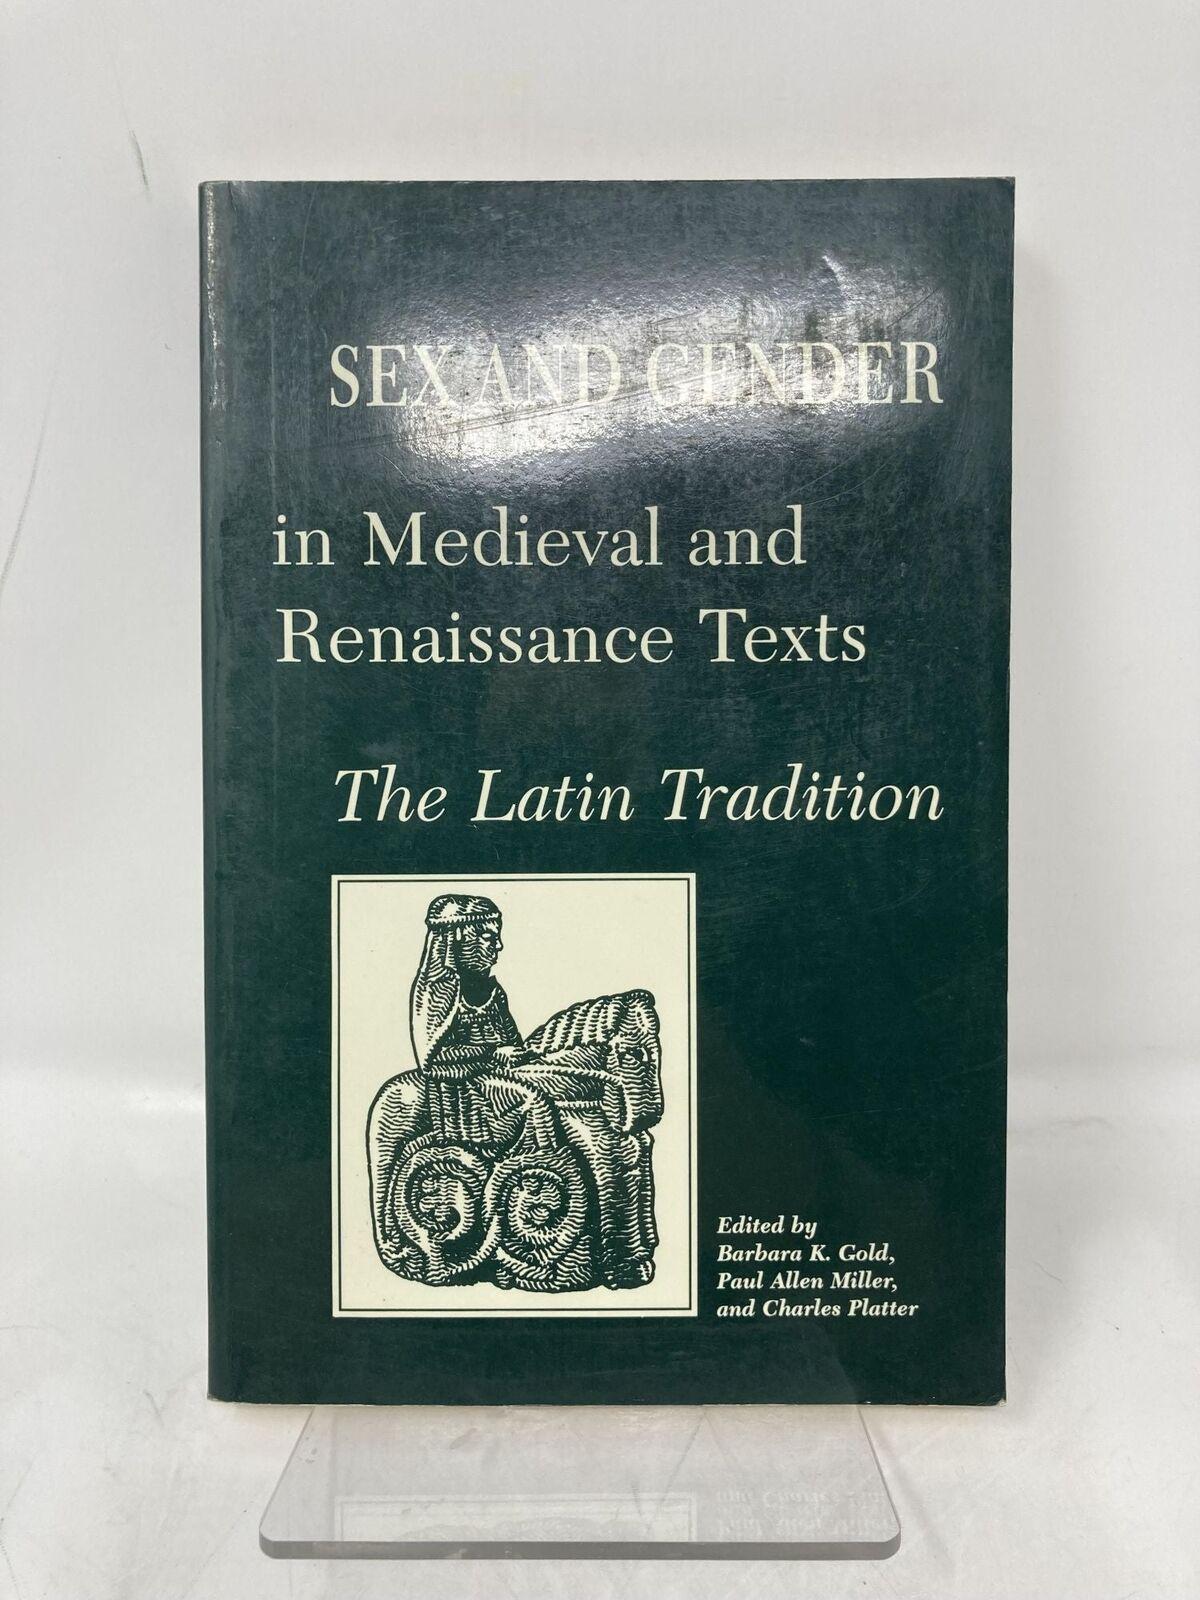 SEX AND GENDER
in Medieval and
Renaissance Texts
The Latin Tradition
Edited by
Barbara K. Gold,
Paul Allen Miller,
and Charles Platter